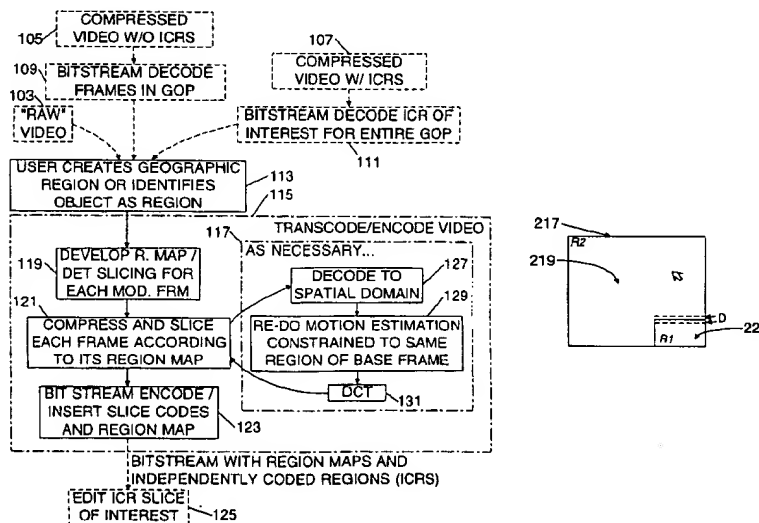 COMPRESSED
VIDEO W/O ICRS
105
107
COMPRESSED
VIDEO W/ ICRS
109
BITSTREAM DECODE
FRAMES IN GOP
103
"RAW"
VIDEO
BITSTREAM DECODE ICR OF
INTEREST FOR ENTIRE GOP
111
USER CREATES GEOGRAPHIC
REGION OR IDENTIFIES
OBJECT AS REGION
113
115
TRANSCODE/ENCODE VIDEO
117
AS NECESSARY...
119
DEVELOP R. MAP /
DET SLICING FOR
EACH MOD. FRM
DECODE TO
SPATIAL DOMAIN
127
121
COMPRESS AND SLICE
EACH FRAME ACCORDING
TO ITS REGION MAP
129
RE-DO MOTION ESTIMATION
CONSTRAINED TO SAME
REGION OF BASE FRAME
DCT
131
BIT STREAM ENCODE /
INSERT SLICE CODES
AND REGION MAP
123
BITSTREAM WITH REGION MAPS AND
INDEPENDENTLY CODED REGIONS (ICRS)
EDIT ICR SLICE
OF INTEREST
125
217
R2
219
D
R1
22